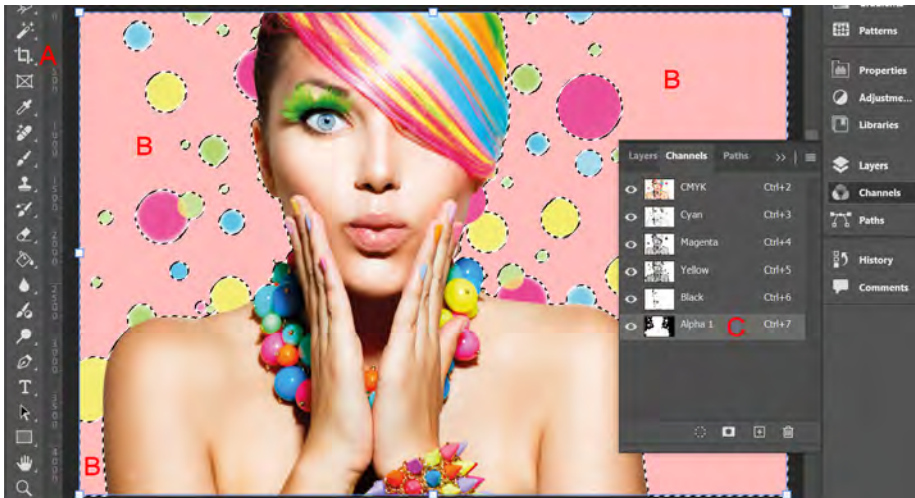 A
B
B
B
Patterns
Properties
Adjustme...
Libraries
Layers
Channels
Paths
History
Comments
Layers Channels Paths
CMYK Ctrl+2
Cyan Ctrl+3
Magenta Ctrl+4
Yellow Ctrl+5
Black Ctrl+6
Alpha 1 C Ctrl+7
T